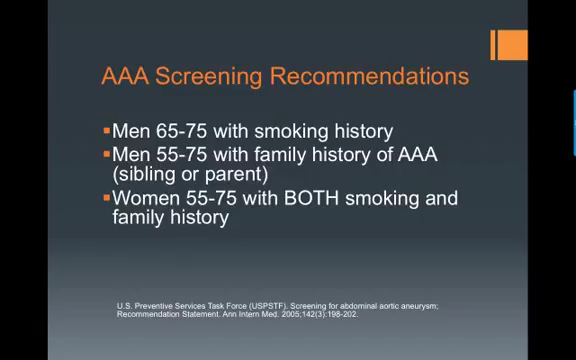 AAA Screening Recommendations
▪Men 65-75 with smoking history
▪Men 55-75 with family history of AAA
(sibling or parent)
▪Women 55-75 with BOTH smoking and
family history
U.S. Preventive Services Task Force (USPSTF). Screening for abdominal aortic aneurysm;
Recommendation Statement. Ann Intern Med. 2005;142(3):198-202.